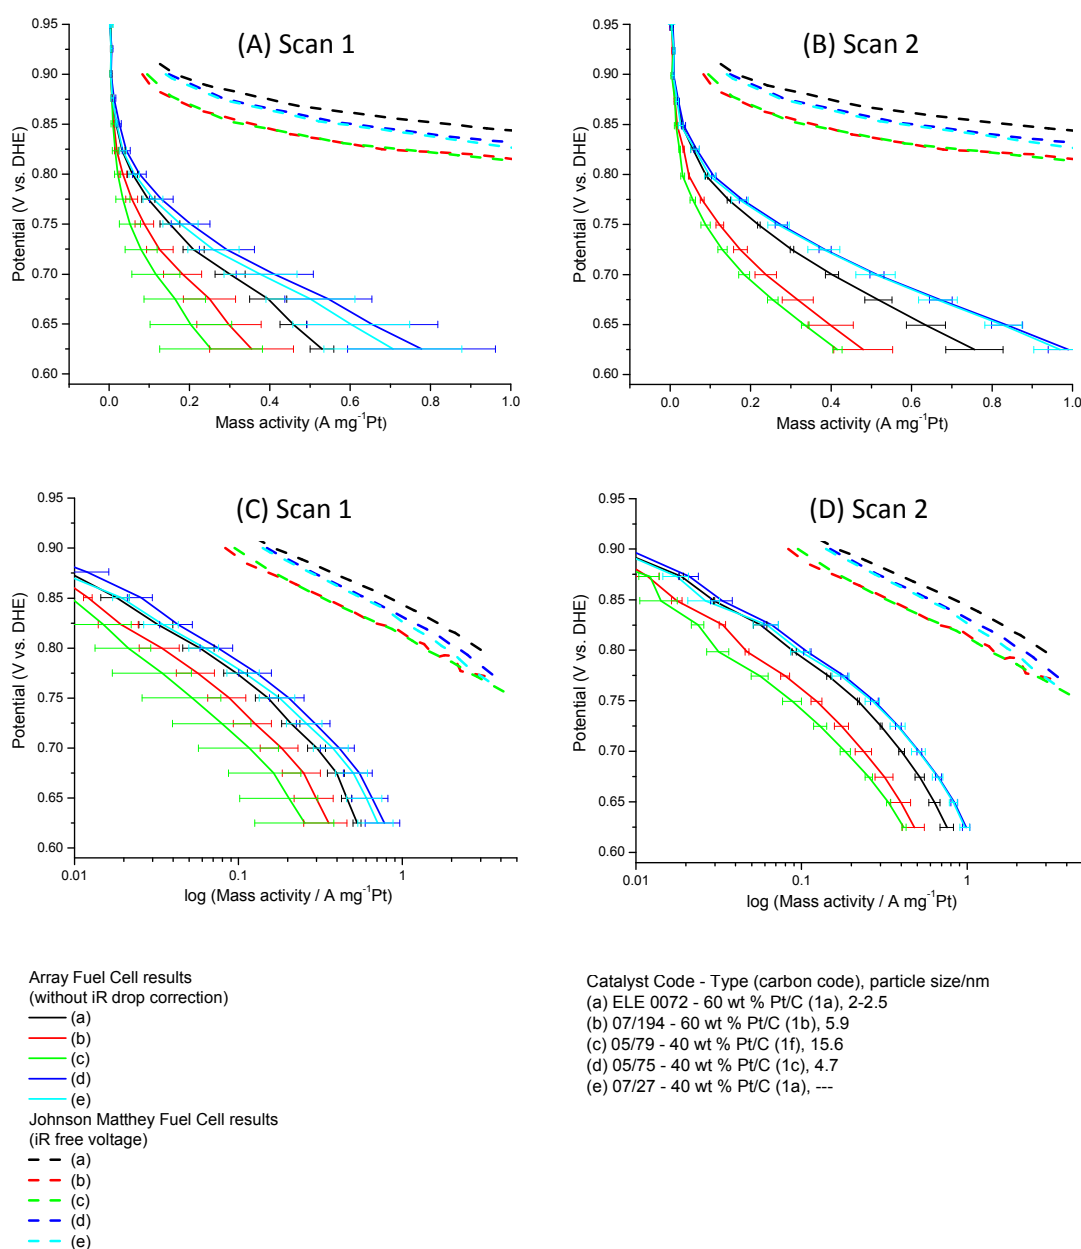 (A) Scan 1
0.95
0.90
0.85
0.80
0.75
0.70
0.65
0.60
Potential (V vs. DHE)
0.0 0.2 0.4 0.6 0.8 1.0
Mass activity (A mg⁻¹Pt)
(B) Scan 2
0.95
0.90
0.85
0.80
0.75
0.70
0.65
0.60
Potential (V vs. DHE)
0.0 0.2 0.4 0.6 0.8 1.0
Mass activity (A mg⁻¹Pt)
(C) Scan 1
0.95
0.90
0.85
0.80
0.75
0.70
0.65
0.60
Potential (V vs. DHE)
0.01 0.1 1
log (Mass activity / A mg⁻¹Pt)
(D) Scan 2
0.95
0.90
0.85
0.80
0.75
0.70
0.65
0.60
Potential (V vs. DHE)
0.01 0.1 1
log (Mass activity / A mg⁻¹Pt)
Array Fuel Cell results
(without iR drop correction)
(a)
(b)
(c)
(d)
(e)
Johnson Matthey Fuel Cell results
(iR free voltage)
(a)
(b)
(c)
(d)
(e)
Catalyst Code - Type (carbon code), particle size/nm
(a) ELE 0072 - 60 wt % Pt/C (1a), 2-2.5
(b) 07/194 - 60 wt % Pt/C (1b), 5.9
(c) 05/79 - 40 wt % Pt/C (1f), 15.6
(d) 05/75 - 40 wt % Pt/C (1c), 4.7
(e) 07/27 - 40 wt % Pt/C (1a), ---